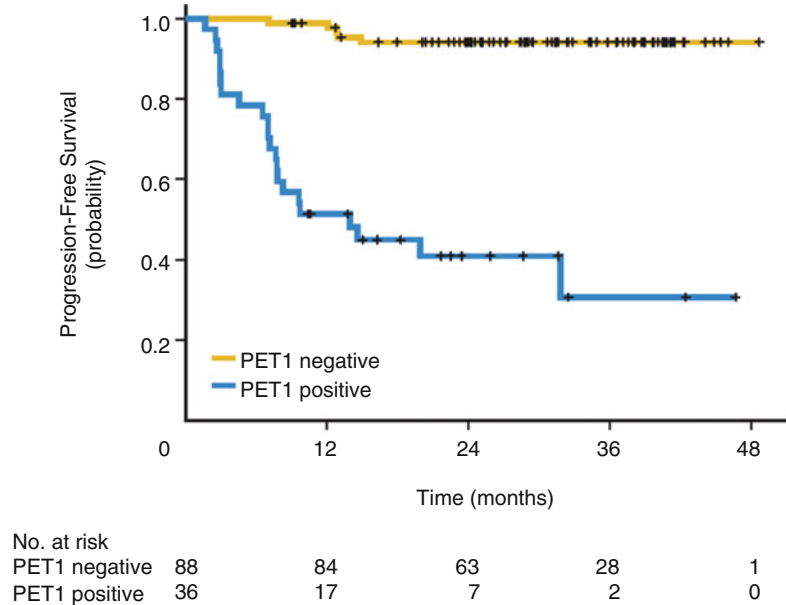 Progression-Free Survival
(probability)
1.0
0.8
0.6
0.4
0.2
PET1 negative
PET1 positive
0 12 24 36 48
Time (months)
No. at risk
PET1 negative 88 84 63 28 1
PET1 positive 36 17 7 2 0